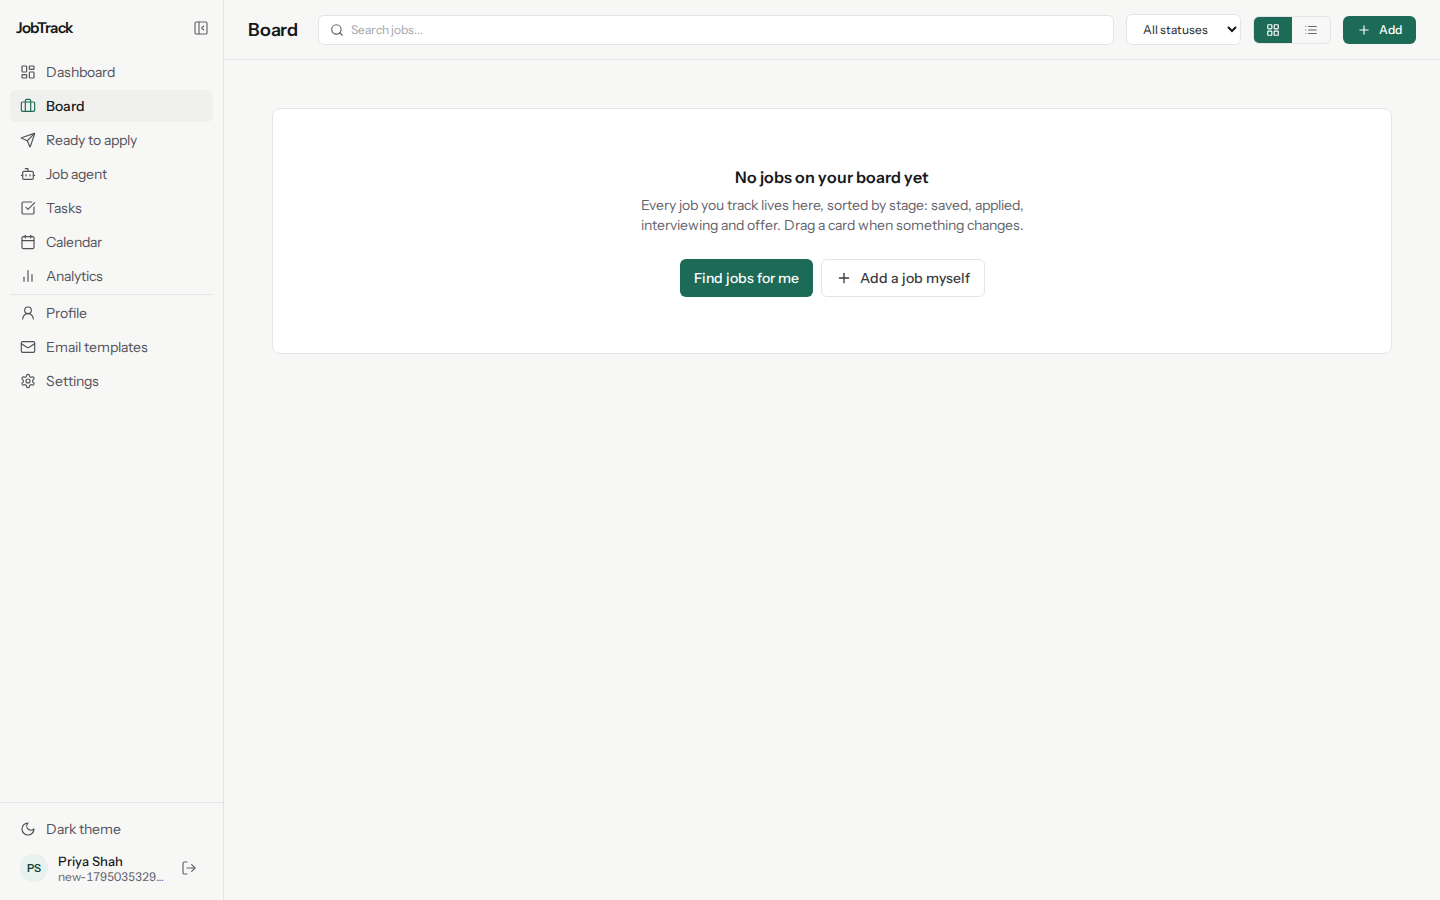 JobTrack
Dashboard
Board
Ready to apply
Job agent
Tasks
Calendar
Analytics
Profile
Email templates
Settings
Dark theme
PS
Priya Shah
new-1795035329...
Board
Search jobs...
All statuses
Add
No jobs on your board yet
Every job you track lives here, sorted by stage: saved, applied,
interviewing and offer. Drag a card when something changes.
Find jobs for me
Add a job myself